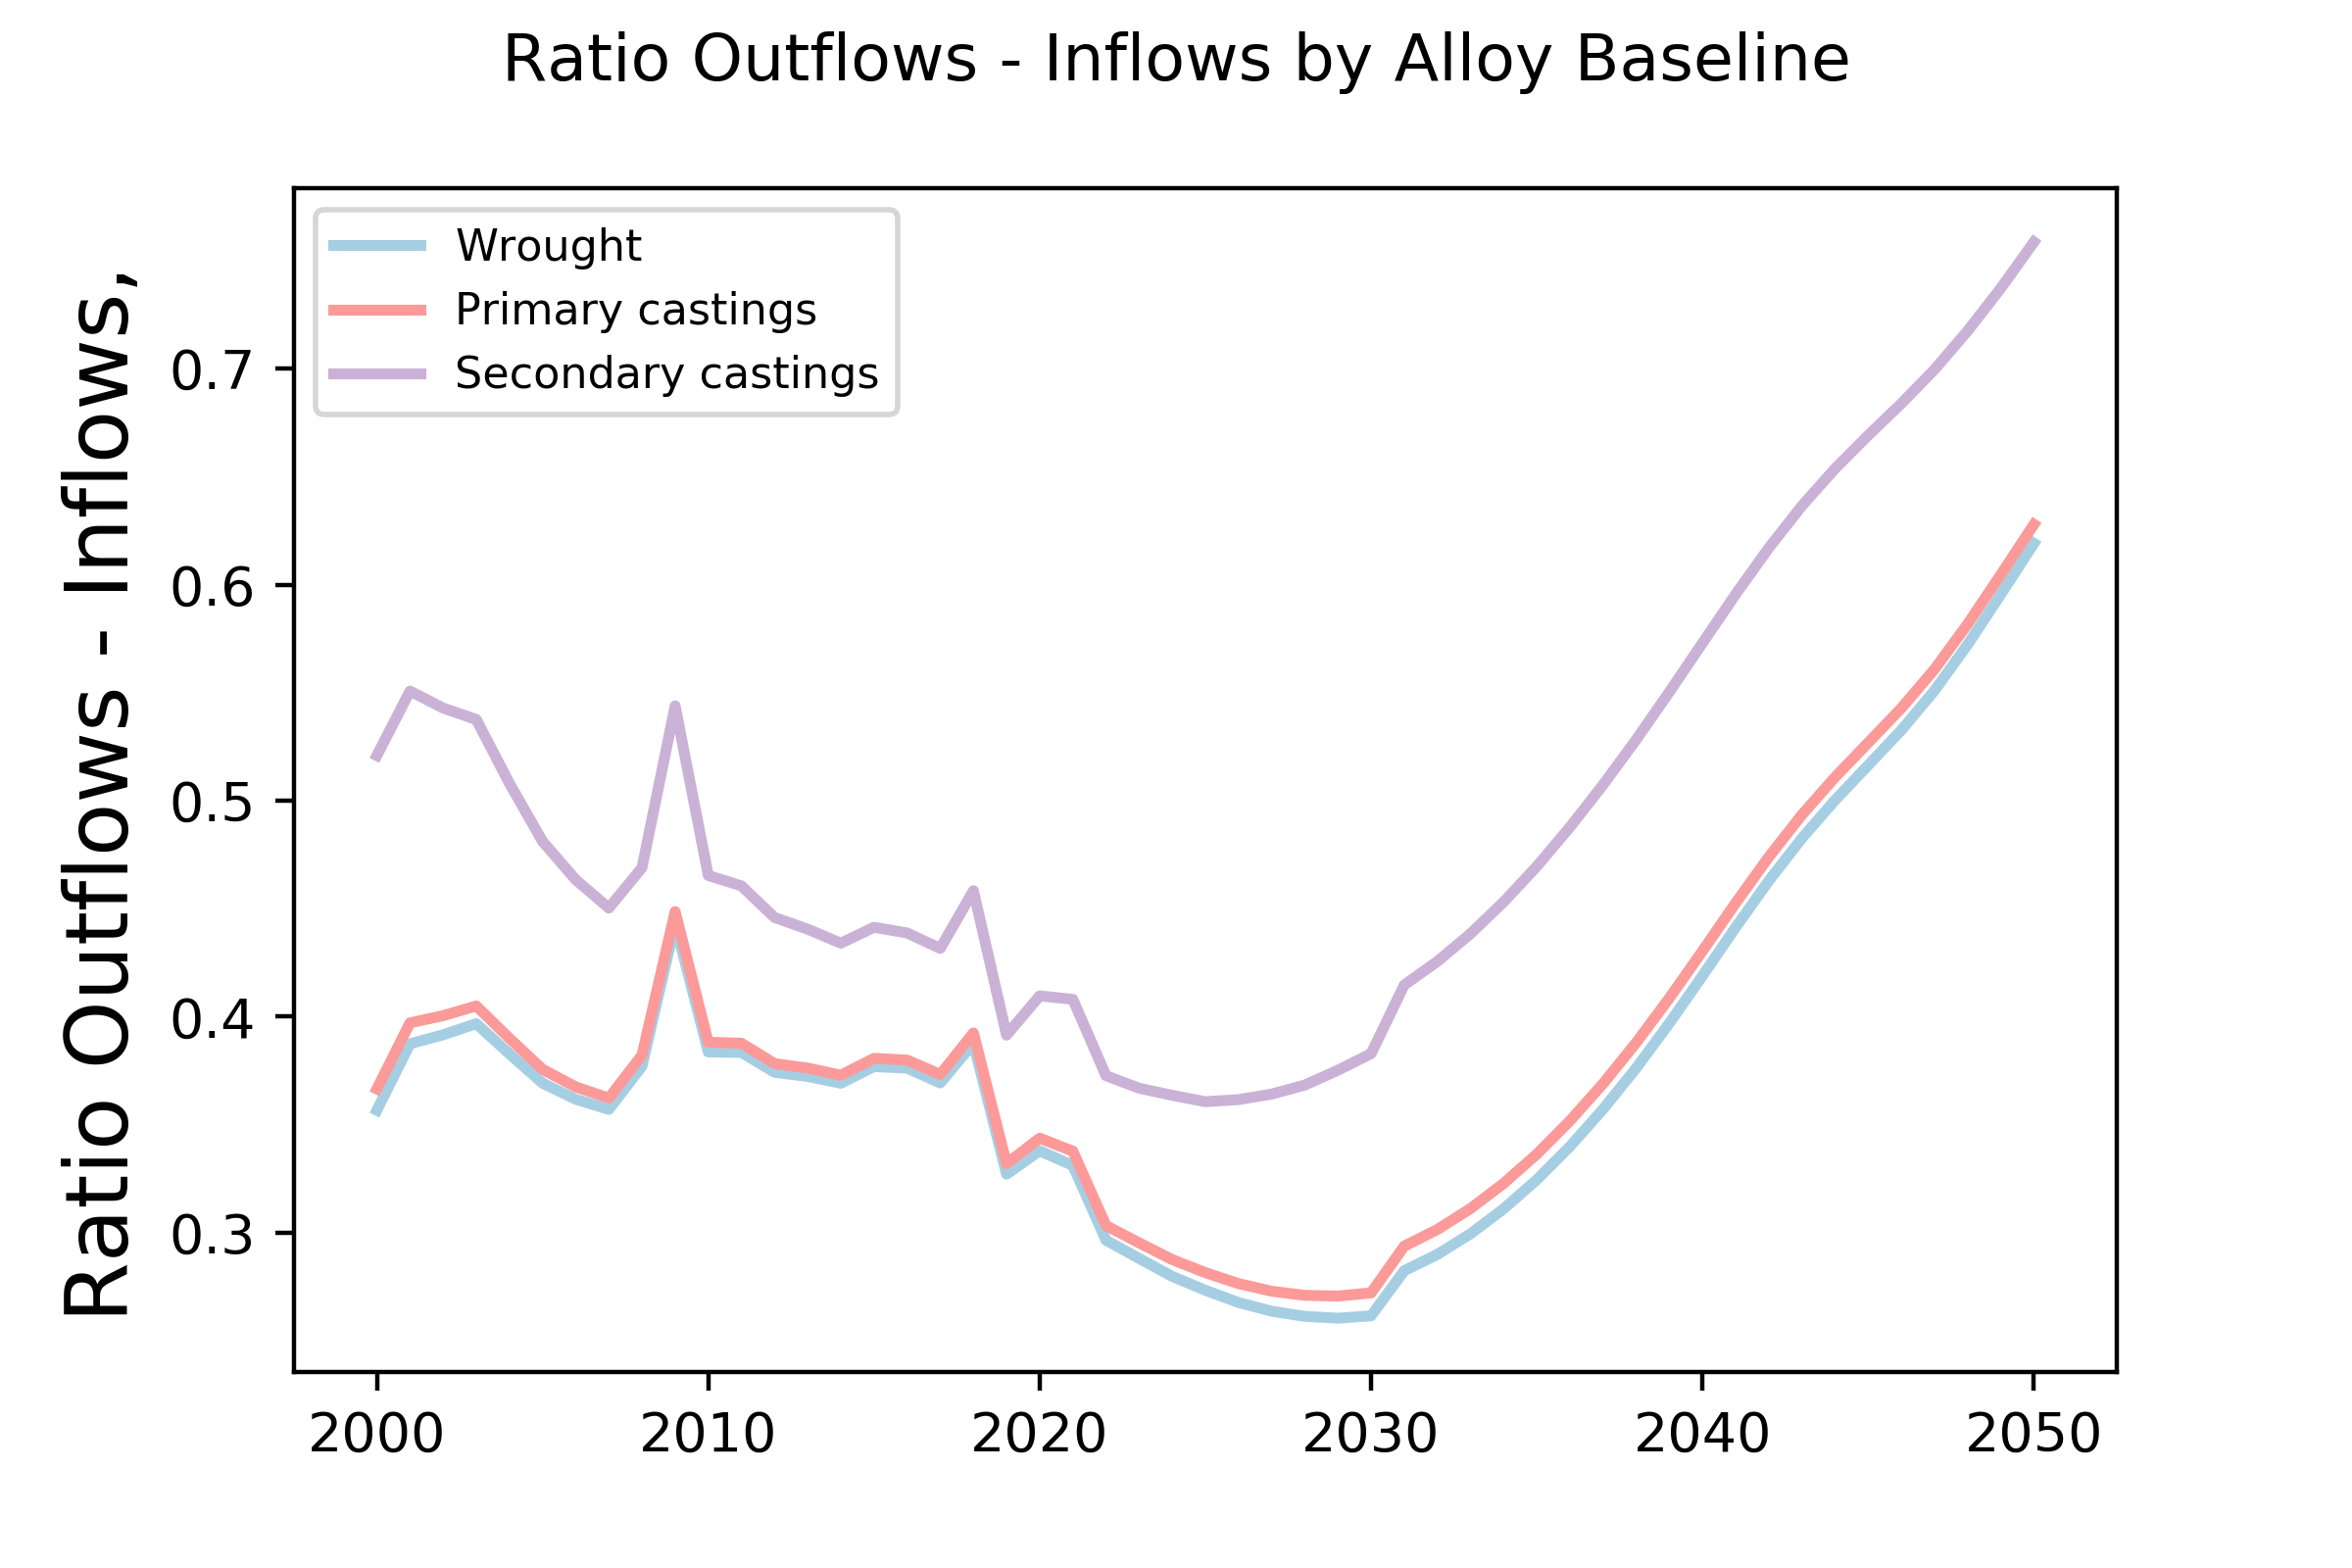 Ratio Outflows - Inflows by Alloy Baseline
Ratio Outflows - Inflows,
Wrought
Primary castings
Secondary castings
0.7
0.6
0.5
0.4
0.3
2000 2010 2020 2030 2040 2050